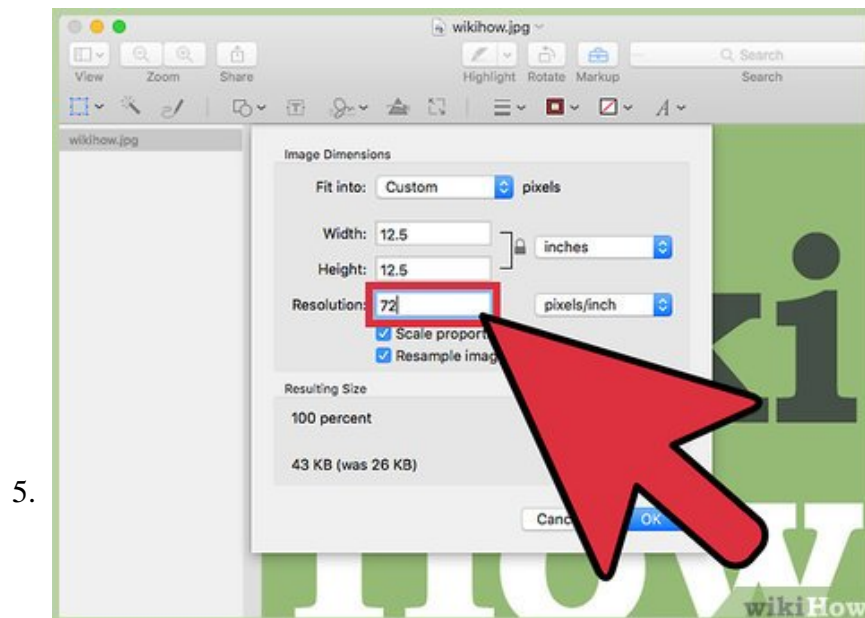 wikihow.jpg
View Zoom Share Highlight Rotate Markup Search
Search
wikihow.jpg
Image Dimensions
Fit into: Custom pixels
Width: 12.5
inches
Height: 12.5
Resolution: 72 pixels/inch
Scale proport
Resample imag
Resulting Size
100 percent
43 KB (was 26 KB)
5.
Canc OK
ki
How
wikiHow